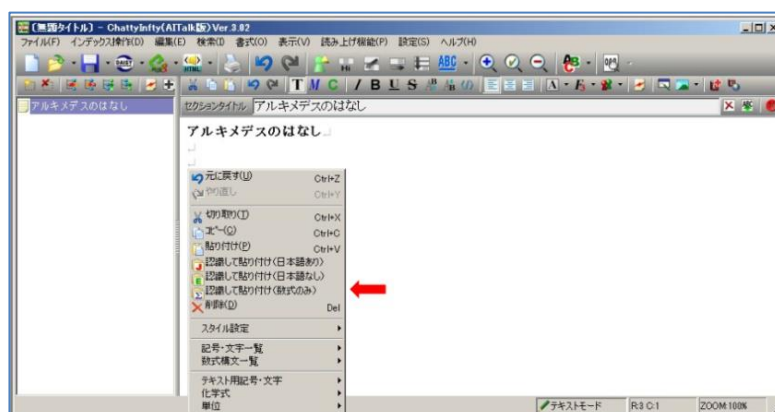 (無題タイトル) - ChattyInfty(AITalk版) Ver.3.02
ファイル(F) インデックス操作(D) 編集(E) 検索(I) 書式(O) 表示(V) 読み上げ機能(P) 設定(S) ヘルプ(H)
DAISY HTML ABC
T M C / B U S
アルキメデスのはなし セクションタイトル アルキメデスのはなし
アルキメデスのはなし
元に戻す(U) Ctrl+Z
やり直し Ctrl+Y
切り取り(T) Ctrl+X
コピー(C) Ctrl+C
貼り付け(P) Ctrl+V
認識して貼り付け(日本語あり)
認識して貼り付け(日本語なし)
認識して貼り付け(数式のみ)
削除(D) Del
スタイル設定
記号・文字一覧
数式構文一覧
テキスト用記号・文字
化学式
単位
テキストモード R:3 C:1 ZOOM:100%